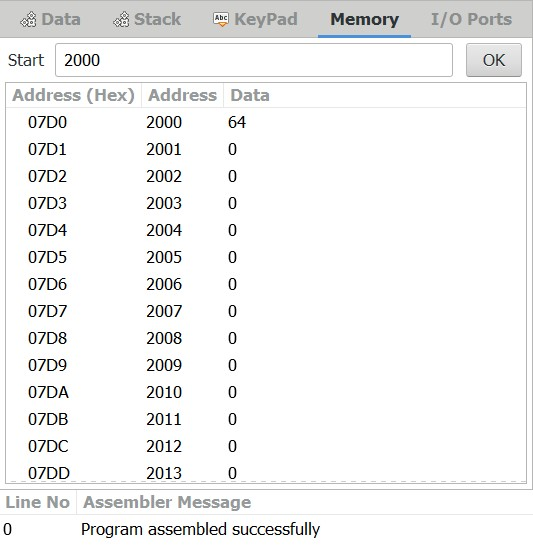 Data Stack Abc KeyPad Memory I/O Ports
Start 2000 OK
Address (Hex) Address Data
07D0 2000 64
07D1 2001 0
07D2 2002 0
07D3 2003 0
07D4 2004 0
07D5 2005 0
07D6 2006 0
07D7 2007 0
07D8 2008 0
07D9 2009 0
07DA 2010 0
07DB 2011 0
07DC 2012 0
07DD 2013 0
Line No Assembler Message
0 Program assembled successfully